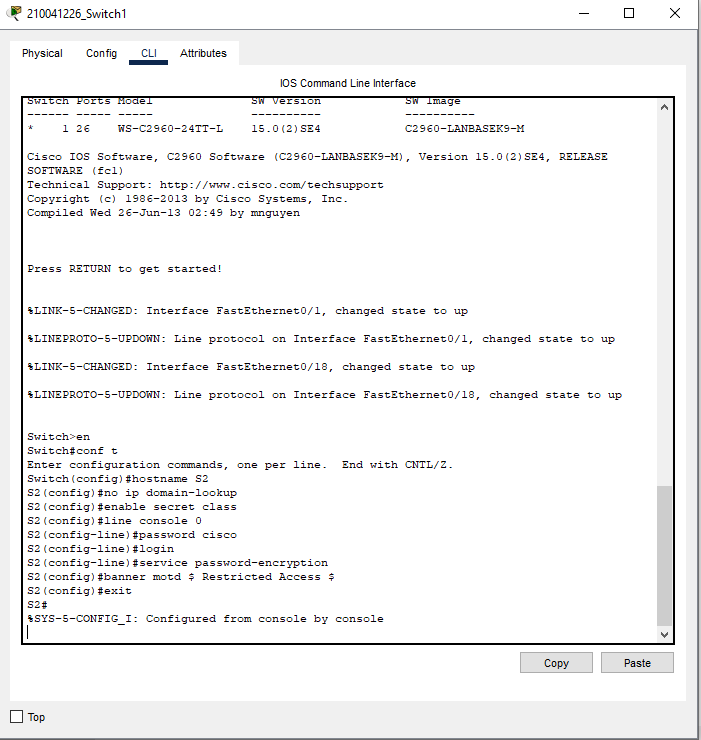 210041226_Switch1
Physical Config CLI Attributes
IOS Command Line Interface
Switch Ports Model SW Version SW Image
------ ----- ----- ---------- ----------
* 1 26 WS-C2960-24TT-L 15.0(2)SE4 C2960-LANBASEK9-M
Cisco IOS Software, C2960 Software (C2960-LANBASEK9-M), Version 15.0(2)SE4, RELEASE
SOFTWARE (fc1)
Technical Support: http://www.cisco.com/techsupport
Copyright (c) 1986-2013 by Cisco Systems, Inc.
Compiled Wed 26-Jun-13 02:49 by mnguyen
Press RETURN to get started!
%LINK-5-CHANGED: Interface FastEthernet0/1, changed state to up
%LINEPROTO-5-UPDOWN: Line protocol on Interface FastEthernet0/1, changed state to up
%LINK-5-CHANGED: Interface FastEthernet0/18, changed state to up
%LINEPROTO-5-UPDOWN: Line protocol on Interface FastEthernet0/18, changed state to up
Switch>en
Switch#conf t
Enter configuration commands, one per line. End with CNTL/Z.
Switch(config)#hostname S2
S2(config)#no ip domain-lookup
S2(config)#enable secret class
S2(config)#line console 0
S2(config-line)#password cisco
S2(config-line)#login
S2(config-line)#service password-encryption
S2(config)#banner motd $ Restricted Access $
S2(config)#exit
S2#
%SYS-5-CONFIG_I: Configured from console by console
Copy Paste
Top